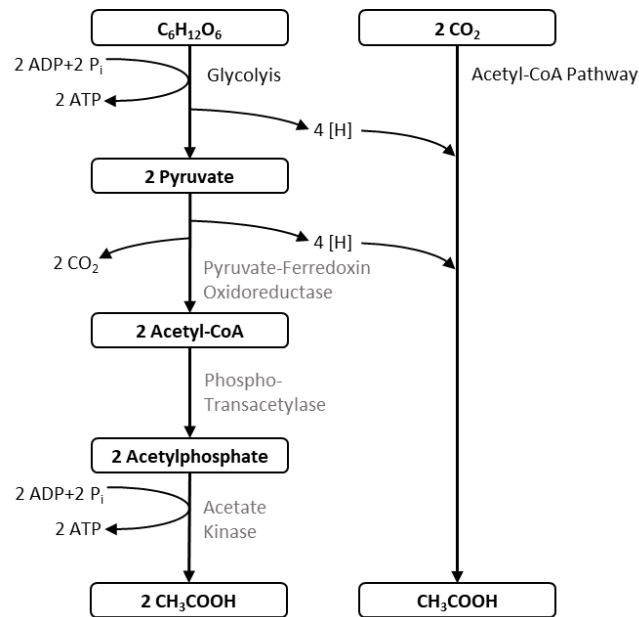 C₆H₁₂O₆
2 CO₂
2 ADP+2 Pᵢ
Glycolyis
Acetyl-CoA Pathway
2 ATP
4 [H]
2 Pyruvate
4 [H]
2 CO₂
Pyruvate-Ferredoxin
Oxidoreductase
2 Acetyl-CoA
Phospho-
Transacetylase
2 Acetylphosphate
2 ADP+2 Pᵢ
Acetate
Kinase
2 ATP
2 CH₃COOH
CH₃COOH